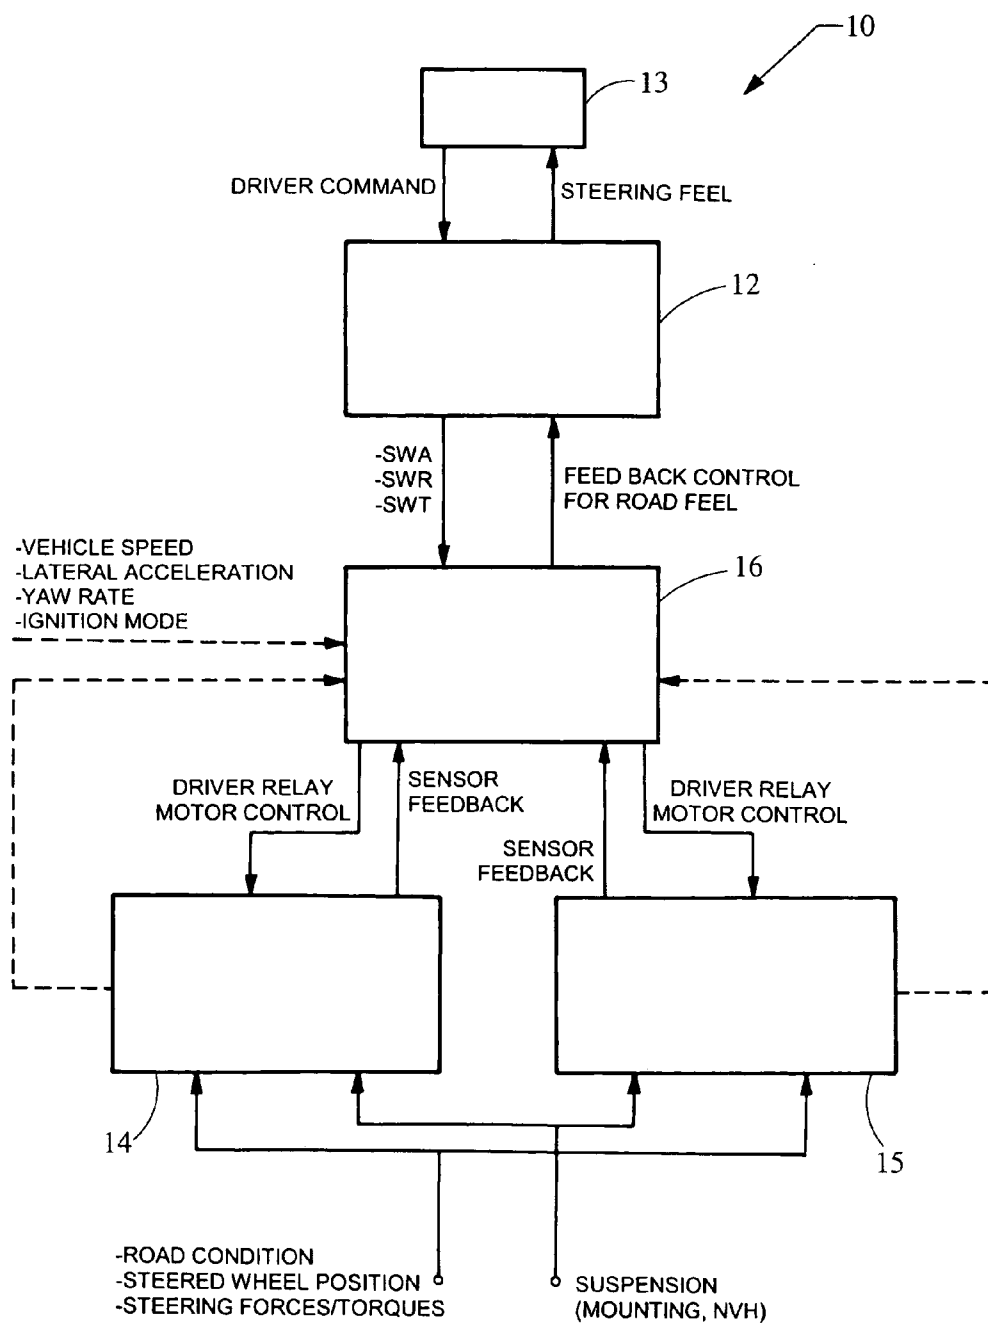 10
13
DRIVER COMMAND
STEERING FEEL
12
-SWA
-SWR
-SWT
FEED BACK CONTROL
FOR ROAD FEEL
-VEHICLE SPEED
-LATERAL ACCELERATION
-YAW RATE
-IGNITION MODE
16
DRIVER RELAY
MOTOR CONTROL
SENSOR
FEEDBACK
SENSOR
FEEDBACK
DRIVER RELAY
MOTOR CONTROL
14
15
-ROAD CONDITION
-STEERED WHEEL POSITION
-STEERING FORCES/TORQUES
SUSPENSION
(MOUNTING, NVH)